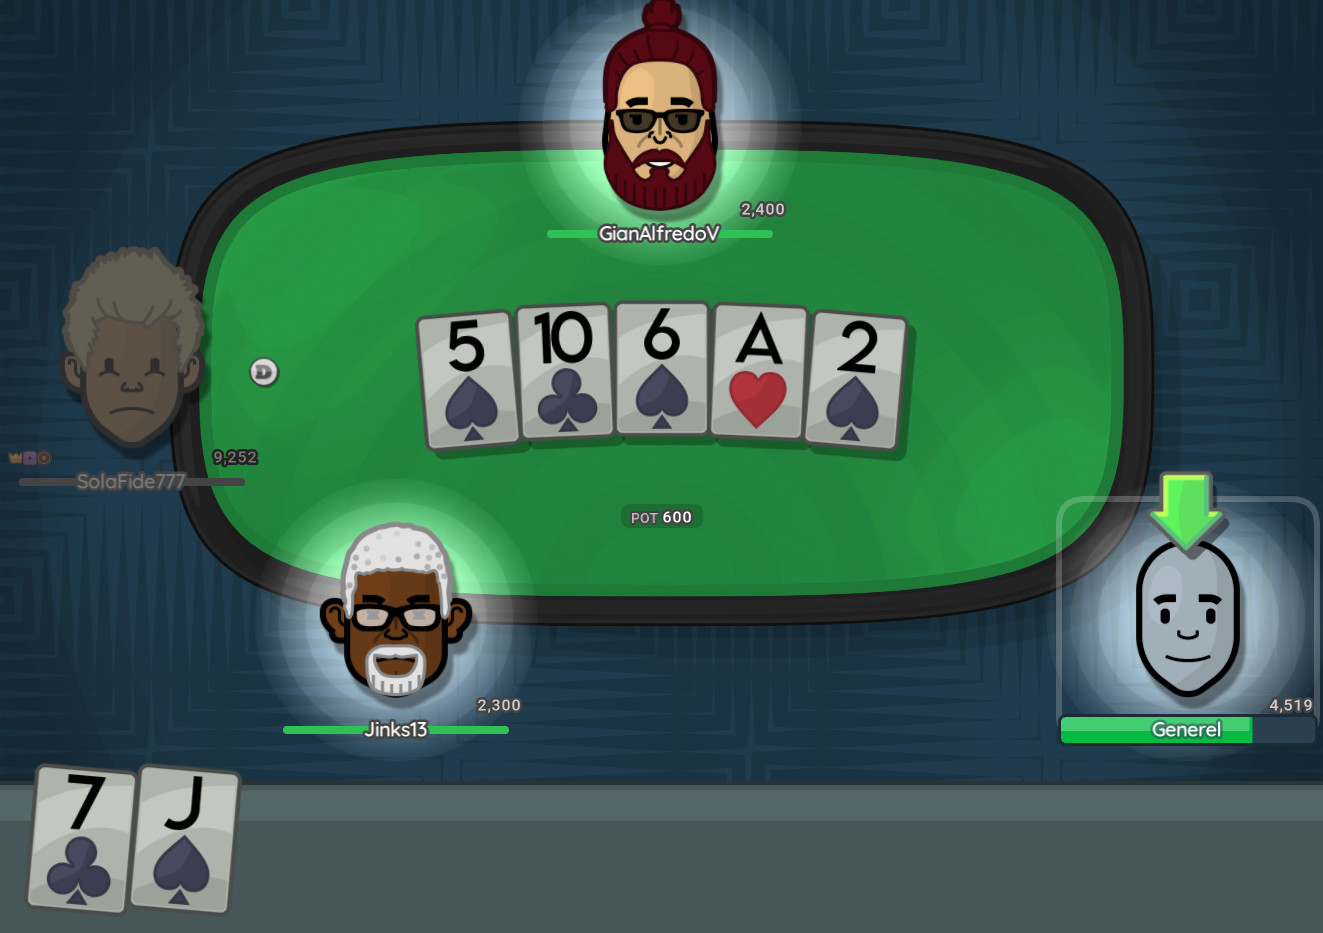 2,400
GianAlfredoV
5 10 6 A 2
D
9,252
SolaFide777
POT 600
2,300
Jinks13
4,519
Generel
7 J